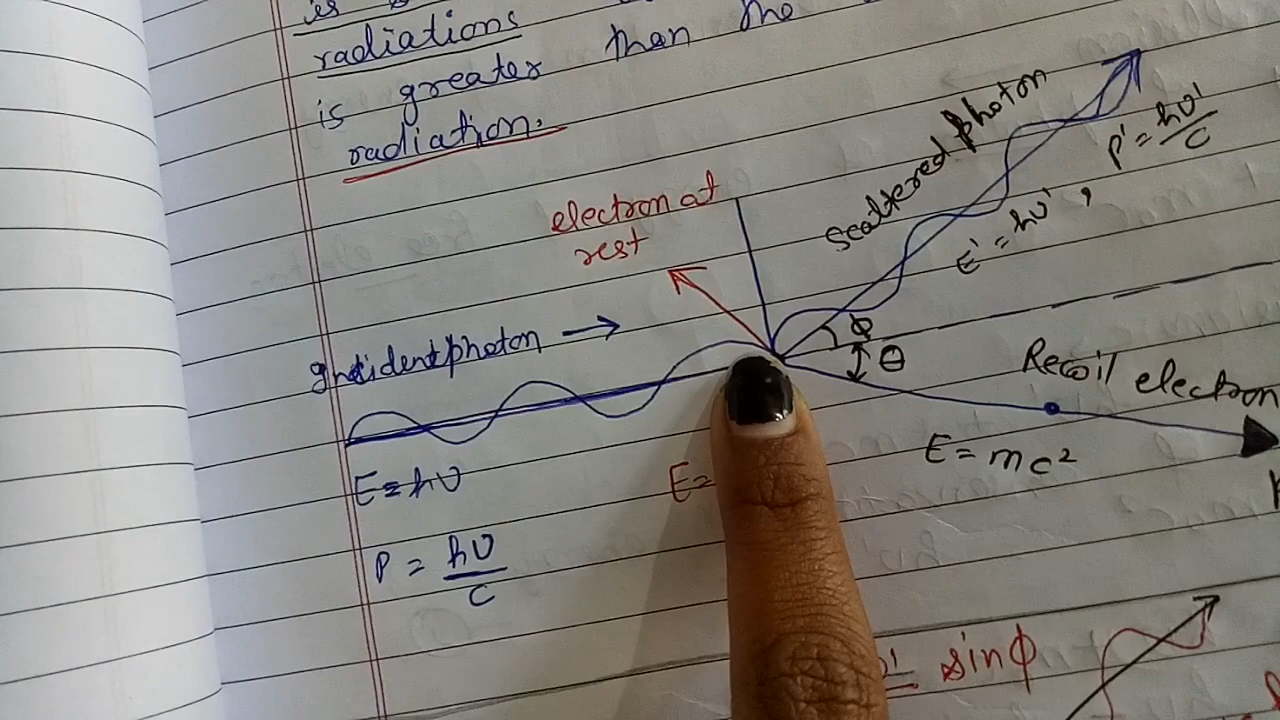 is
radiations
is greater than the
radiation.
electron at
rest
scattered photon
E' = hν', p' = hν'/c
Incident photon →
ϕ
θ
Recoil electron
E = hν
E =
E = mc²
P = hν/c
sinϕ